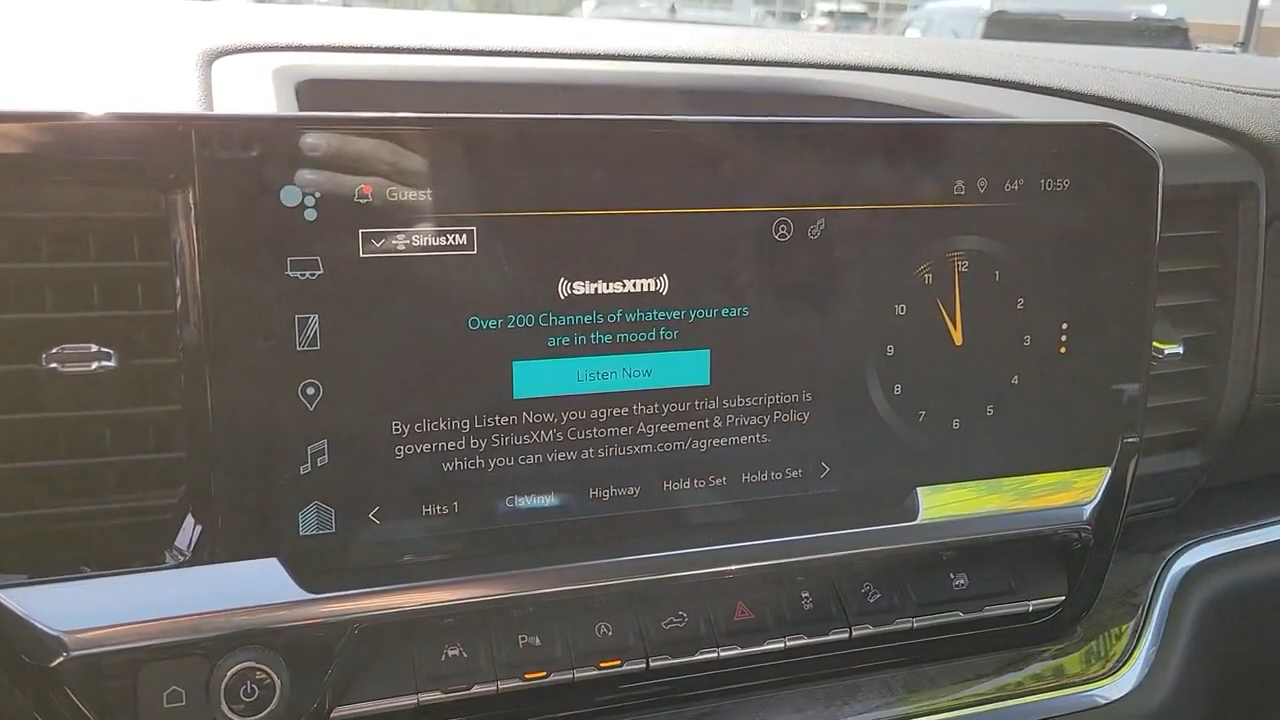 Guest
64° 10:59
SiriusXM
SiriusXM
Over 200 Channels of whatever your ears
are in the mood for
Listen Now
By clicking Listen Now, you agree that your trial subscription is
governed by SiriusXM's Customer Agreement & Privacy Policy
which you can view at siriusxm.com/agreements.
Hits 1 ClsVinyl Highway Hold to Set Hold to Set
12
1
2
3
4
5
6
7
8
9
10
11
P
A